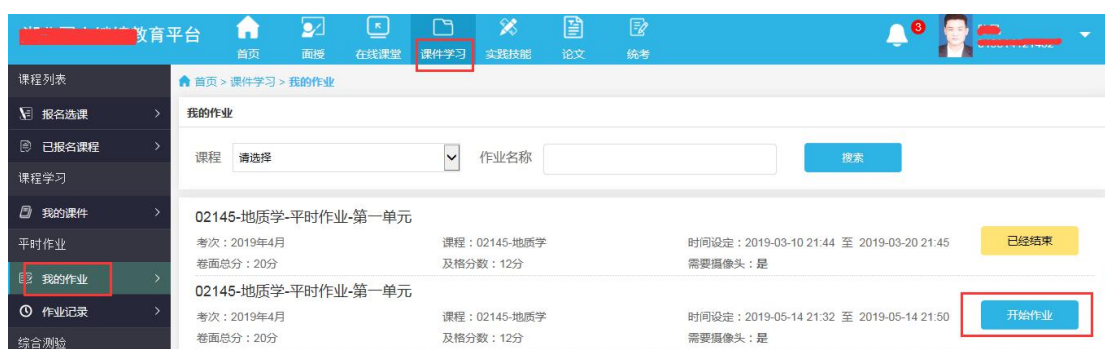 教育平台
首页 面授 在线课堂 课件学习 实践技能 论文 统考
3
课程列表
首页 > 课件学习 > 我的作业
报名选课
我的作业
已报名课程
课程 请选择 作业名称 搜索
课程学习
我的课件
02145-地质学-平时作业-第一单元
平时作业
考次：2019年4月 课程：02145-地质学 时间设定：2019-03-10 21:44 至 2019-03-20 21:45 已经结束
卷面总分：20分 及格分数：12分 需要摄像头：是
我的作业
02145-地质学-平时作业-第一单元
作业记录
考次：2019年4月 课程：02145-地质学 时间设定：2019-05-14 21:32 至 2019-05-14 21:50 开始作业
综合测验
卷面总分：20分 及格分数：12分 需要摄像头：是